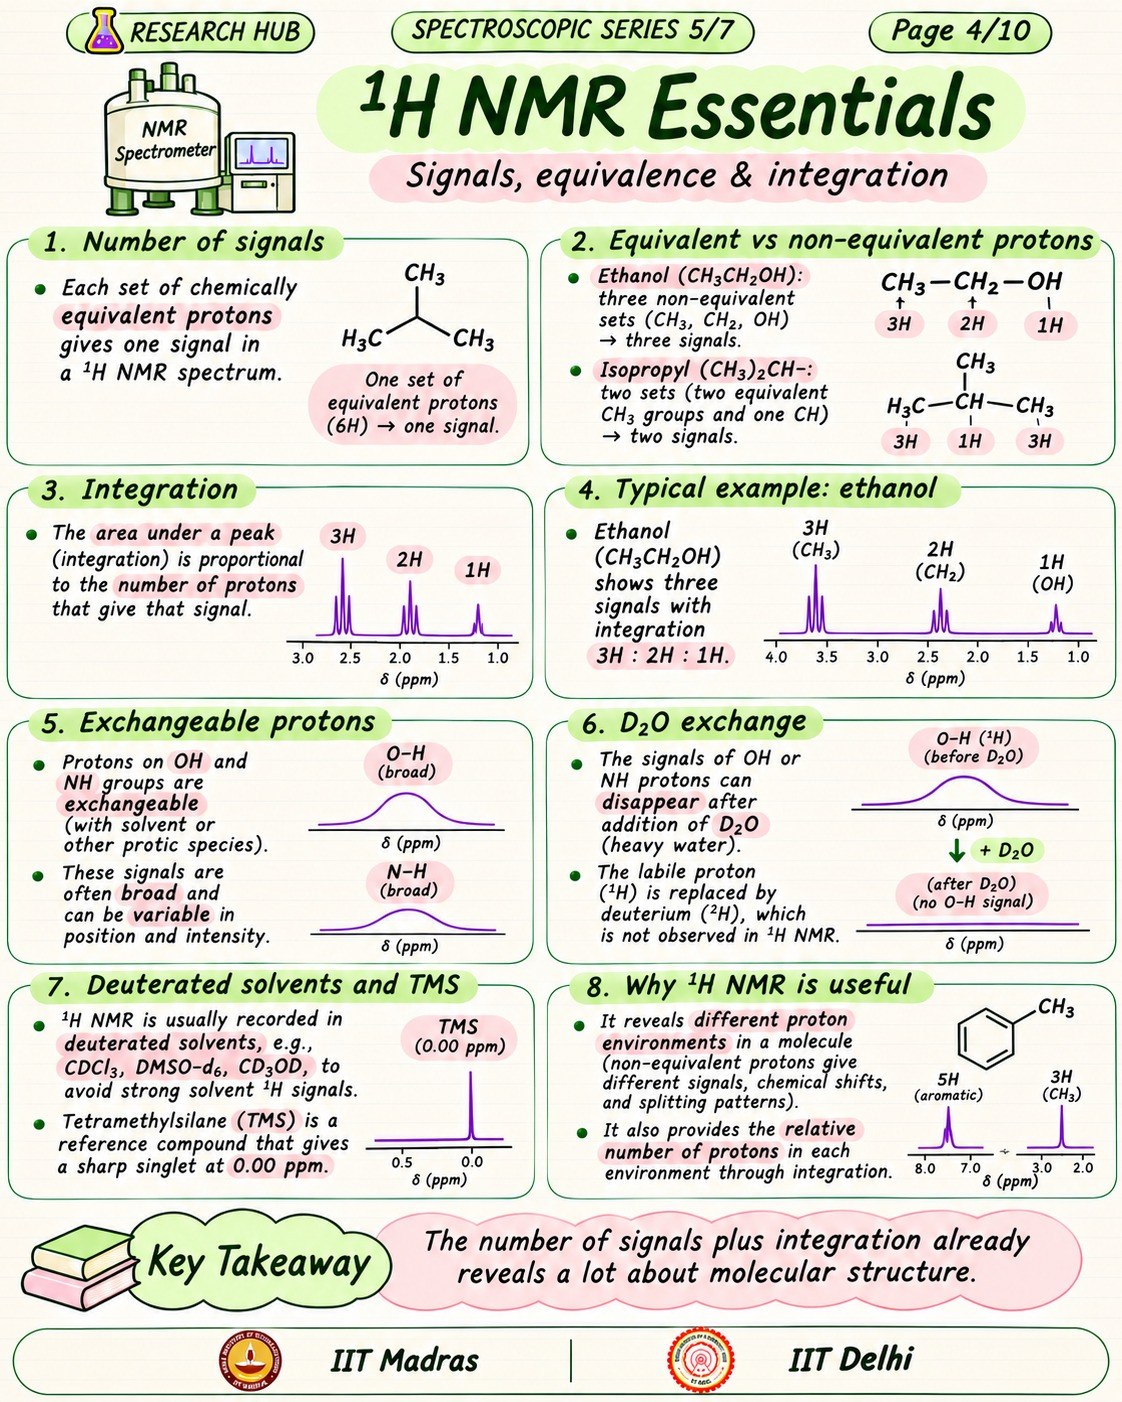 RESEARCH HUB
SPECTROSCOPIC SERIES 5/7
Page 4/10
NMR
Spectrometer
¹H NMR Essentials
Signals, equivalence & integration
1. Number of signals
Each set of chemically
equivalent protons
gives one signal in
a ¹H NMR spectrum.
CH₃
H₃C
CH₃
One set of
equivalent protons
(6H) → one signal.
2. Equivalent vs non-equivalent protons
Ethanol (CH₃CH₂OH):
three non-equivalent
sets (CH₃, CH₂, OH)
→ three signals.
CH₃—CH₂—OH
3H 2H 1H
Isopropyl (CH₃)₂CH–:
two sets (two equivalent
CH₃ groups and one CH)
→ two signals.
CH₃
H₃C—CH—CH₃
3H 1H 3H
3. Integration
The area under a peak
(integration) is proportional
to the number of protons
that give that signal.
3H
2H
1H
3.0 2.5 2.0 1.5 1.0
δ (ppm)
4. Typical example: ethanol
Ethanol
(CH₃CH₂OH)
shows three
signals with
integration
3H : 2H : 1H.
3H
(CH₃)
2H
(CH₂)
1H
(OH)
4.0 3.5 3.0 2.5 2.0 1.5 1.0
δ (ppm)
5. Exchangeable protons
Protons on OH and
NH groups are
exchangeable
(with solvent or
other protic species).
These signals are
often broad and
can be variable in
position and intensity.
O–H
(broad)
δ (ppm)
N–H
(broad)
δ (ppm)
6. D₂O exchange
The signals of OH or
NH protons can
disappear after
addition of D₂O
(heavy water).
The labile proton
(¹H) is replaced by
deuterium (²H), which
is not observed in ¹H NMR.
O–H (¹H)
(before D₂O)
δ (ppm)
+ D₂O
(after D₂O)
(no O–H signal)
δ (ppm)
7. Deuterated solvents and TMS
¹H NMR is usually recorded in
deuterated solvents, e.g.,
CDCl₃, DMSO-d₆, CD₃OD, to
avoid strong solvent ¹H signals.
Tetramethylsilane (TMS) is a
reference compound that gives
a sharp singlet at 0.00 ppm.
TMS
(0.00 ppm)
0.5 0.0
δ (ppm)
8. Why ¹H NMR is useful
It reveals different proton
environments in a molecule
(non-equivalent protons give
different signals, chemical shifts,
and splitting patterns).
It also provides the relative
number of protons in each
environment through integration.
CH₃
5H
(aromatic)
3H
(CH₃)
8.0 7.0 3.0 2.0
δ (ppm)
Key Takeaway
The number of signals plus integration already
reveals a lot about molecular structure.
IIT Madras
IIT Delhi